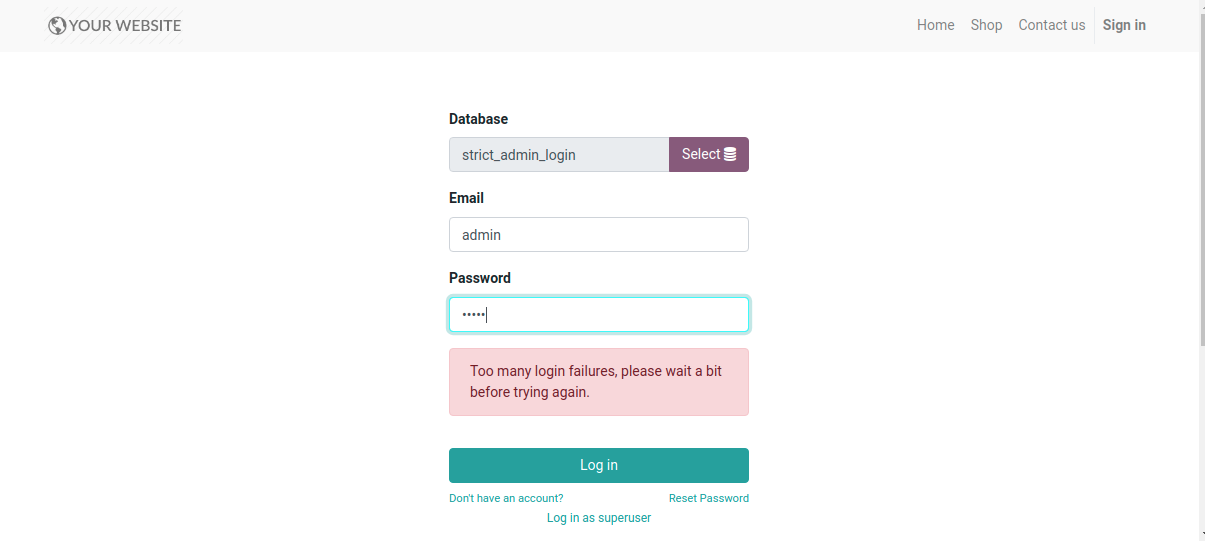 YOUR WEBSITE
Home Shop Contact us Sign in
Database
strict_admin_login Select
Email
admin
Password
•••••
Too many login failures, please wait a bit
before trying again.
Log in
Don't have an account? Reset Password
Log in as superuser